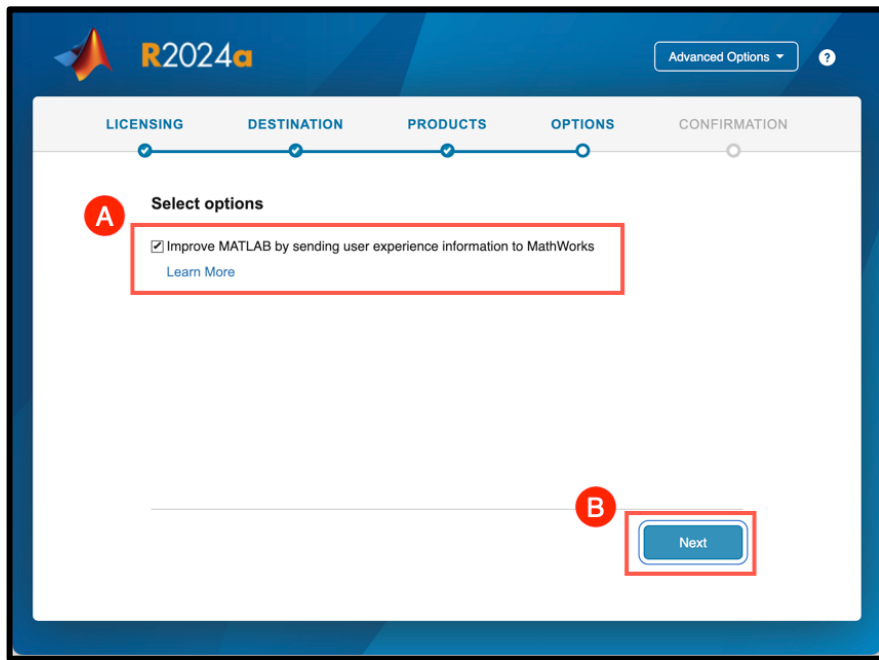 R2024a
Advanced Options
?
LICENSING
DESTINATION
PRODUCTS
OPTIONS
CONFIRMATION
Select options
A
Improve MATLAB by sending user experience information to MathWorks
Learn More
B
Next